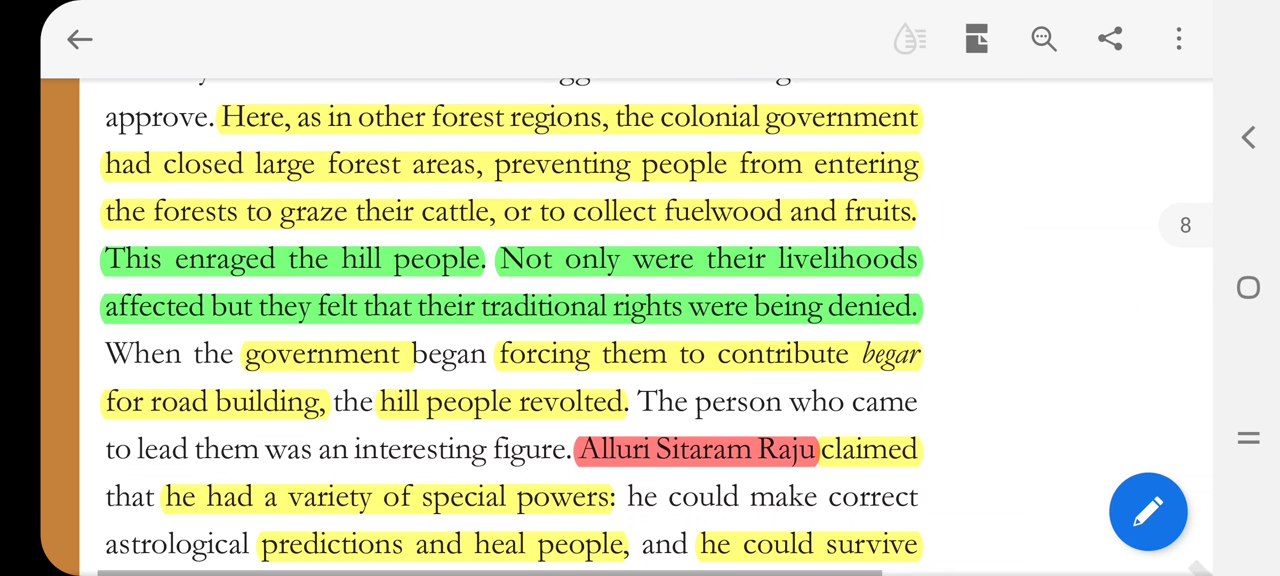 approve. Here, as in other forest regions, the colonial government
had closed large forest areas, preventing people from entering
the forests to graze their cattle, or to collect fuelwood and fruits.
This enraged the hill people. Not only were their livelihoods
affected but they felt that their traditional rights were being denied.
When the government began forcing them to contribute begar
for road building, the hill people revolted. The person who came
to lead them was an interesting figure. Alluri Sitaram Raju claimed
that he had a variety of special powers: he could make correct
astrological predictions and heal people, and he could survive
8